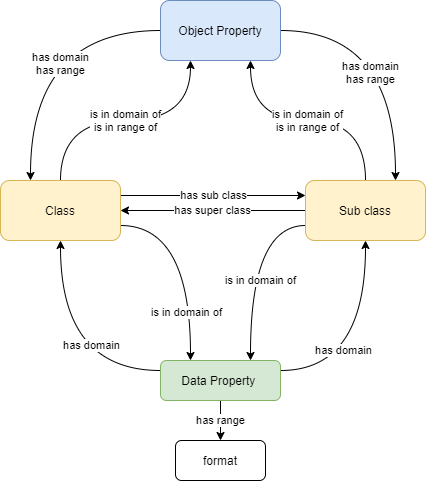 Object Property
has domain
has range
has domain
has range
is in domain of
is in range of
is in domain of
is in range of
Class
has sub class
has super class
Sub class
is in domain of
is in domain of
has domain
has domain
Data Property
has range
format